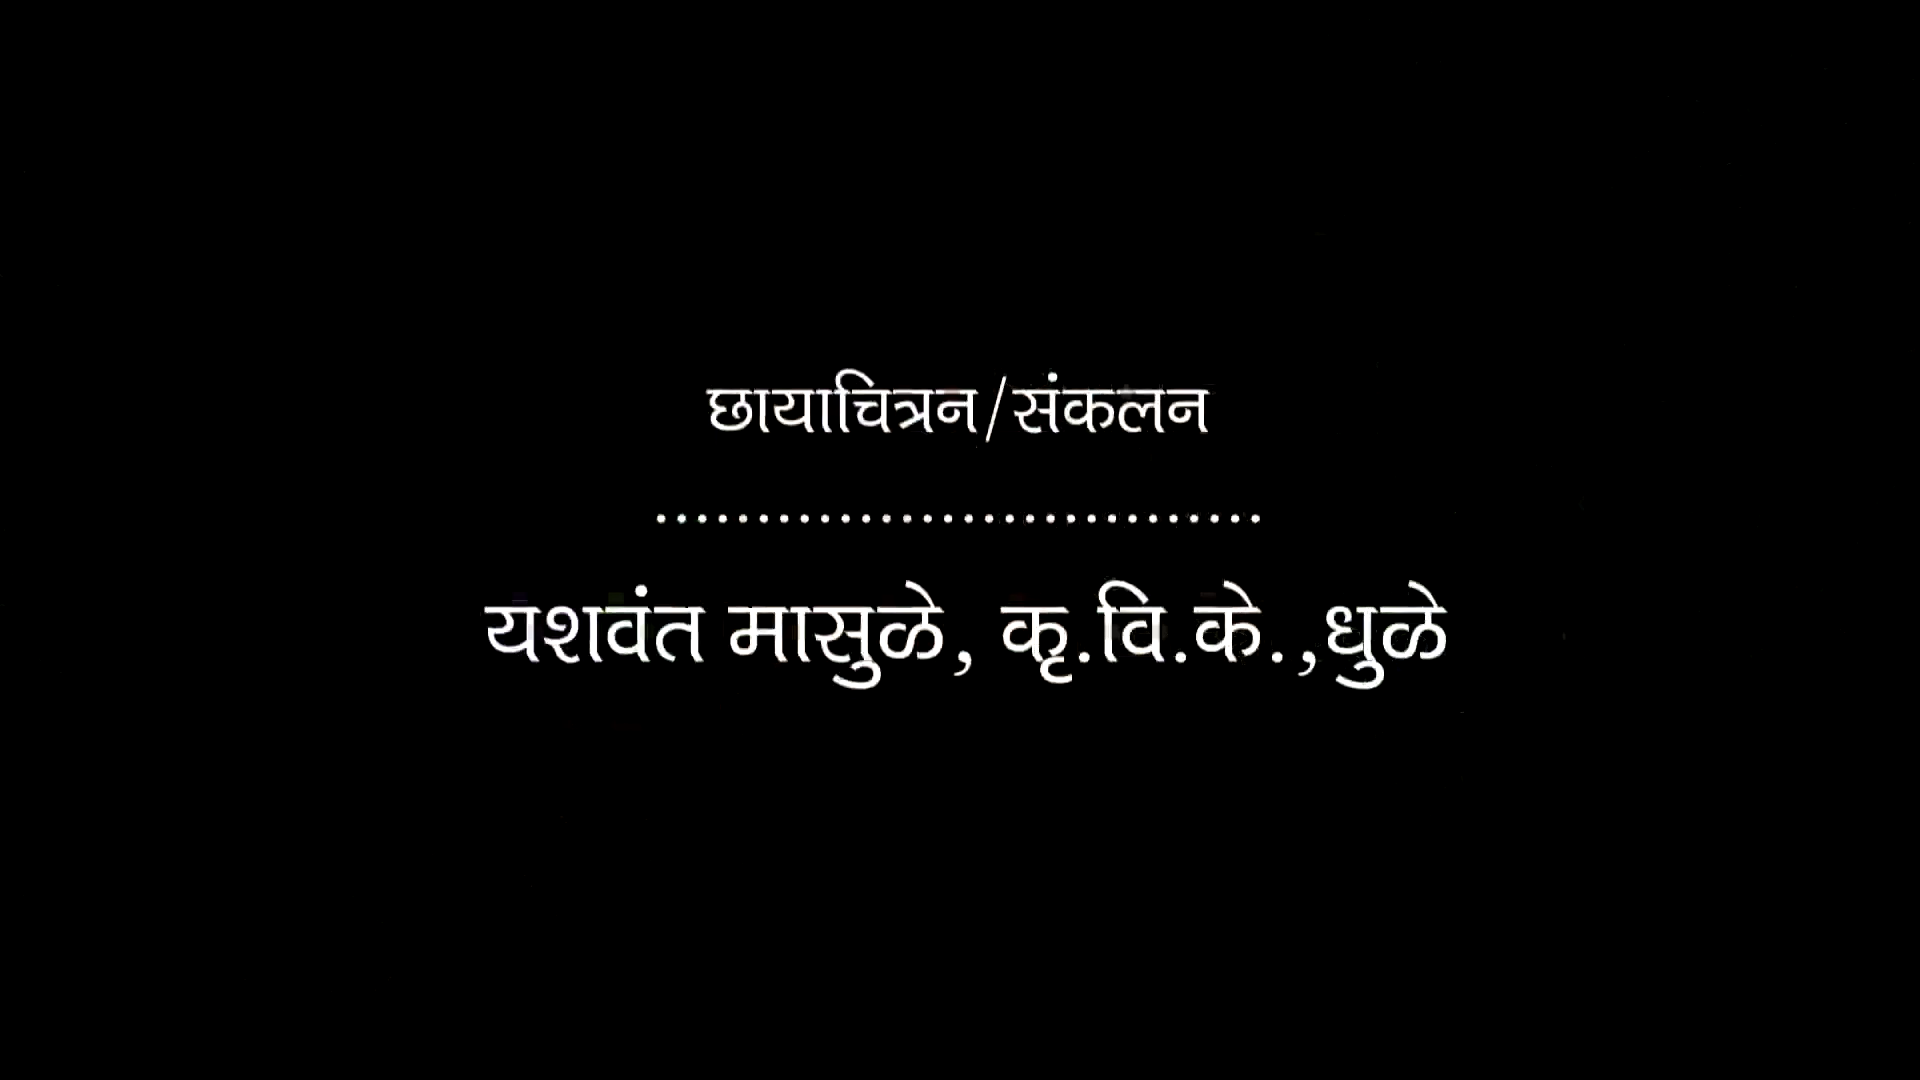 छायाचित्रन/संकलन
..............................
यशवंत मासुळे, कृ.वि.के.,धुळे